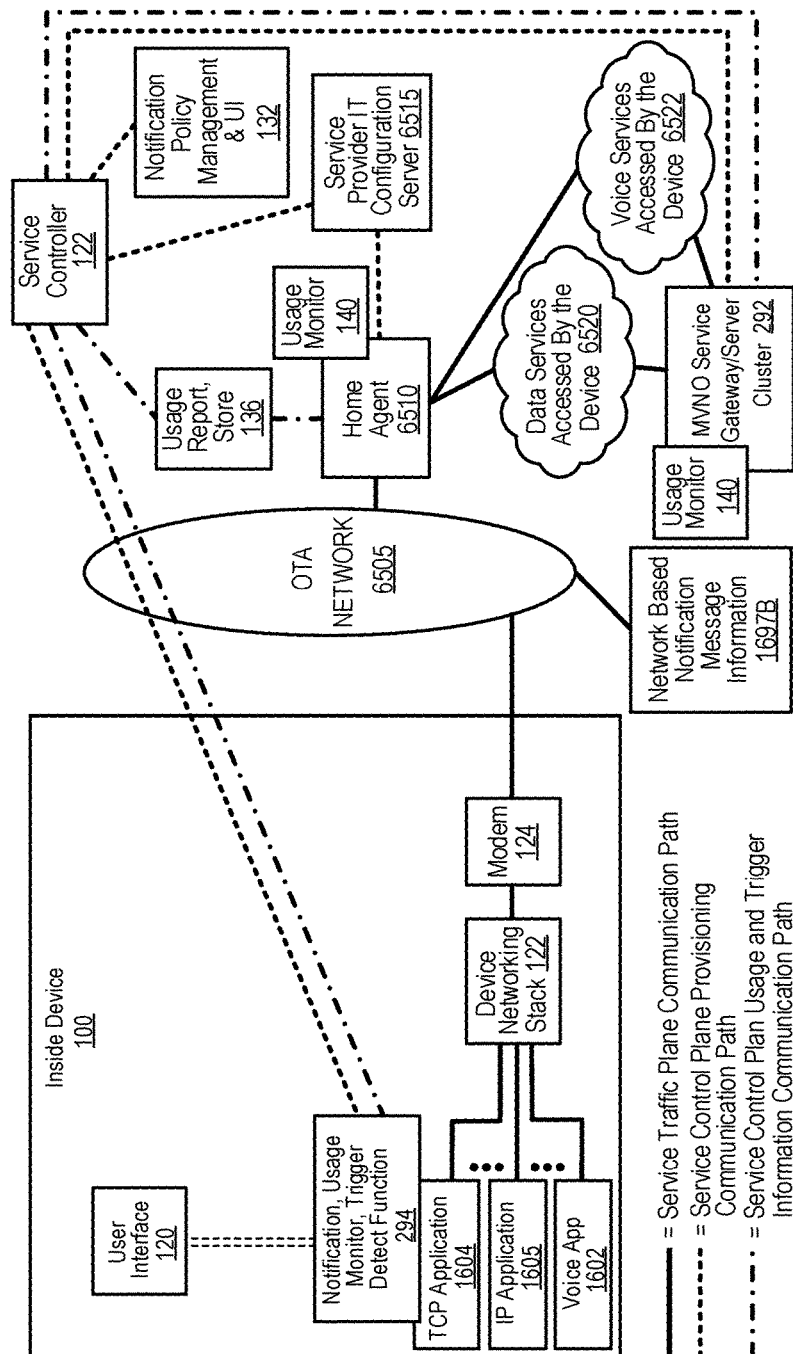 Inside Device
100
User
Interface
120
Notification, Usage
Monitor, Trigger
Detect Function
294
TCP Application
1604
IP Application
1605
Voice App
1602
Device
Networking
Stack 122
Modem
124
OTA
NETWORK
6505
Service
Controller
122
Notification
Policy
Management
& UI
132
Usage
Report,
Store
136
Usage
Monitor
140
Home
Agent
6510
Service
Provider IT
Configuration
Server 6515
Data Services
Accessed By the
Device 6520
Voice Services
Accessed By the
Device 6522
Usage
Monitor
140
MVNO Service
Gateway/Server
Cluster 292
Network Based
Notification
Message
Information
1697B
= Service Traffic Plane Communication Path
= Service Control Plane Provisioning
Communication Path
= Service Control Plan Usage and Trigger
Information Communication Path